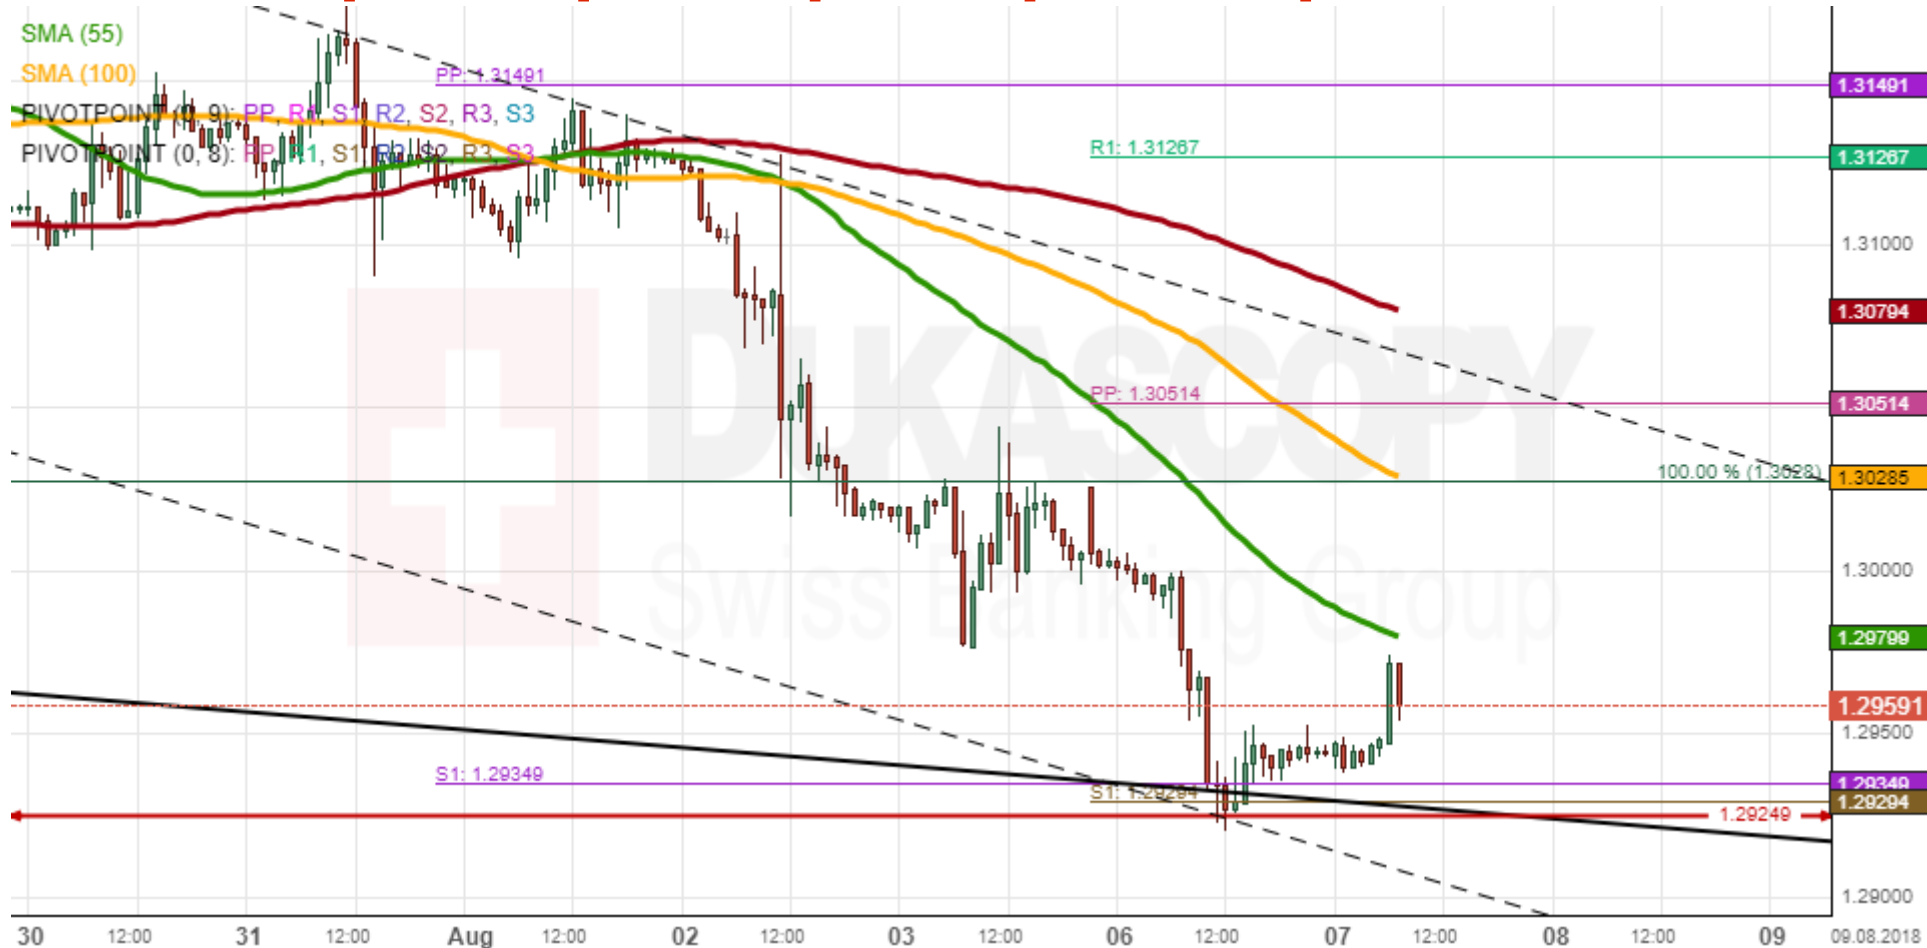 SMA (55)
SMA (100)
PP: 1.31491
1.31491
PIVOTPOINT (0, 9): PP, R1, S1, R2, S2, R3, S3
PIVOTPOINT (0, 8): PP, R1, S1, R2, S2, R3, S3
R1: 1.31267
1.31267
1.31000
1.30794
DUKASCOPY
PP: 1.30514
1.30514
100.00 % (1.3028)
1.30285
1.30000
Swiss Banking Group
1.29799
1.29591
1.29500
S1: 1.29349
1.29349
S1: 1.29294
1.29294
1.29249
1.29000
30 12:00 31 12:00 Aug 12:00 02 12:00 03 12:00 06 12:00 07 12:00 08 12:00 09 09.08.2018